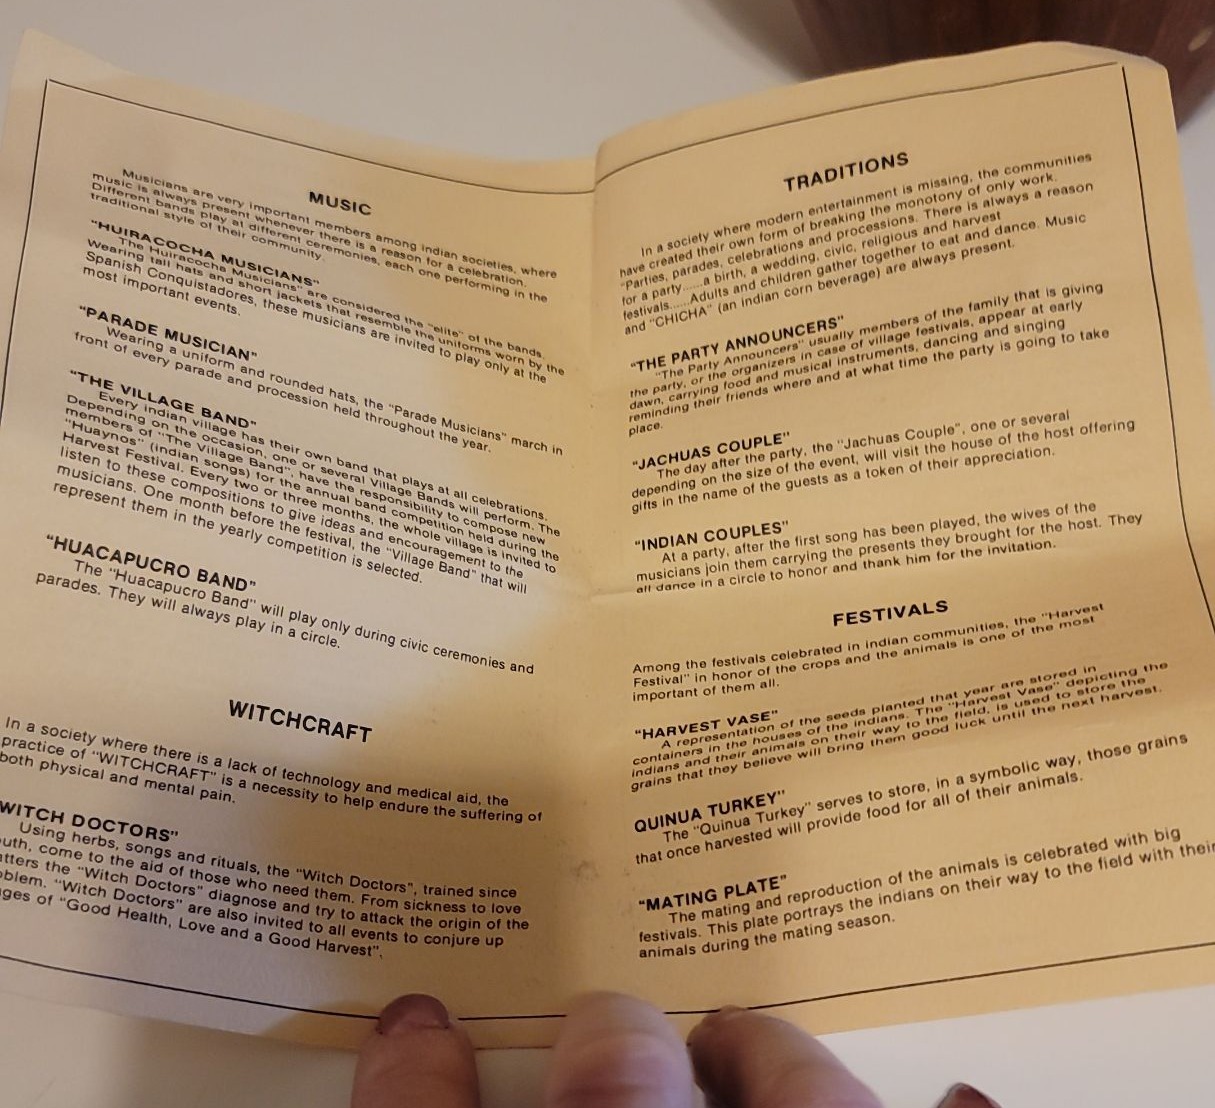 MUSIC
Musicians are very important members among indian societies, where
music is always present whenever there is a reason for a celebration.
Different bands play at different ceremonies, each one performing in the
traditional style of their community.
"HUIRACOCHA MUSICIANS"
The Huiracocha Musicians" are considered the "elite" of the bands.
Wearing tall hats and short jackets that resemble the uniforms worn by the
Spanish Conquistadores, these musicians are invited to play only at the
most important events.
"PARADE MUSICIAN"
Wearing a uniform and rounded hats, the "Parade Musicians" march in
front of every parade and procession held throughout the year.
"THE VILLAGE BAND"
Every indian village has their own band that plays at all celebrations.
Depending on the occasion, one or several Village Bands will perform. The
members of "The Village Band", have the responsibility to compose new
"Huaynos" (indian songs) for the annual band competition held during the
Harvest Festival. Every two or three months, the whole village is invited to
listen to these compositions to give ideas and encouragement to the
musicians. One month before the festival, the "Village Band" that will
represent them in the yearly competition is selected.
"HUACAPUCRO BAND"
The "Huacapucro Band" will play only during civic ceremonies and
parades. They will always play in a circle.
WITCHCRAFT
In a society where there is a lack of technology and medical aid, the
practice of "WITCHCRAFT" is a necessity to help endure the suffering of
both physical and mental pain.
WITCH DOCTORS"
Using herbs, songs and rituals, the "Witch Doctors", trained since
uth, come to the aid of those who need them. From sickness to love
tters the "Witch Doctors" diagnose and try to attack the origin of the
blem. "Witch Doctors" are also invited to all events to conjure up
ges of "Good Health, Love and a Good Harvest".
TRADITIONS
In a society where modern entertainment is missing, the communities
have created their own form of breaking the monotony of only work.
"Parties, parades, celebrations and processions. There is always a reason
for a party......a birth, a wedding, civic, religious and harvest
festivals.....Adults and children gather together to eat and dance. Music
and "CHICHA" (an indian corn beverage) are always present.
"THE PARTY ANNOUNCERS"
"The Party Announcers" usually members of the family that is giving
the party, or the organizers in case of village festivals, appear at early
dawn, carrying food and musical instruments, dancing and singing
reminding their friends where and at what time the party is going to take
place.
"JACHUAS COUPLE"
The day after the party, the "Jachuas Couple", one or several
depending on the size of the event, will visit the house of the host offering
gifts in the name of the guests as a token of their appreciation.
"INDIAN COUPLES"
At a party, after the first song has been played, the wives of the
musicians join them carrying the presents they brought for the host. They
all dance in a circle to honor and thank him for the invitation.
FESTIVALS
Among the festivals celebrated in indian communities, the "Harvest
Festival" in honor of the crops and the animals is one of the most
important of them all.
"HARVEST VASE"
A representation of the seeds planted that year are stored in
containers in the houses of the indians. The "Harvest Vase" depicting the
indians and their animals on their way to the field, is used to store the
grains that they believe will bring them good luck until the next harvest.
QUINUA TURKEY"
The "Quinua Turkey" serves to store, in a symbolic way, those grains
that once harvested will provide food for all of their animals.
"MATING PLATE"
The mating and reproduction of the animals is celebrated with big
festivals. This plate portrays the indians on their way to the field with their
animals during the mating season.